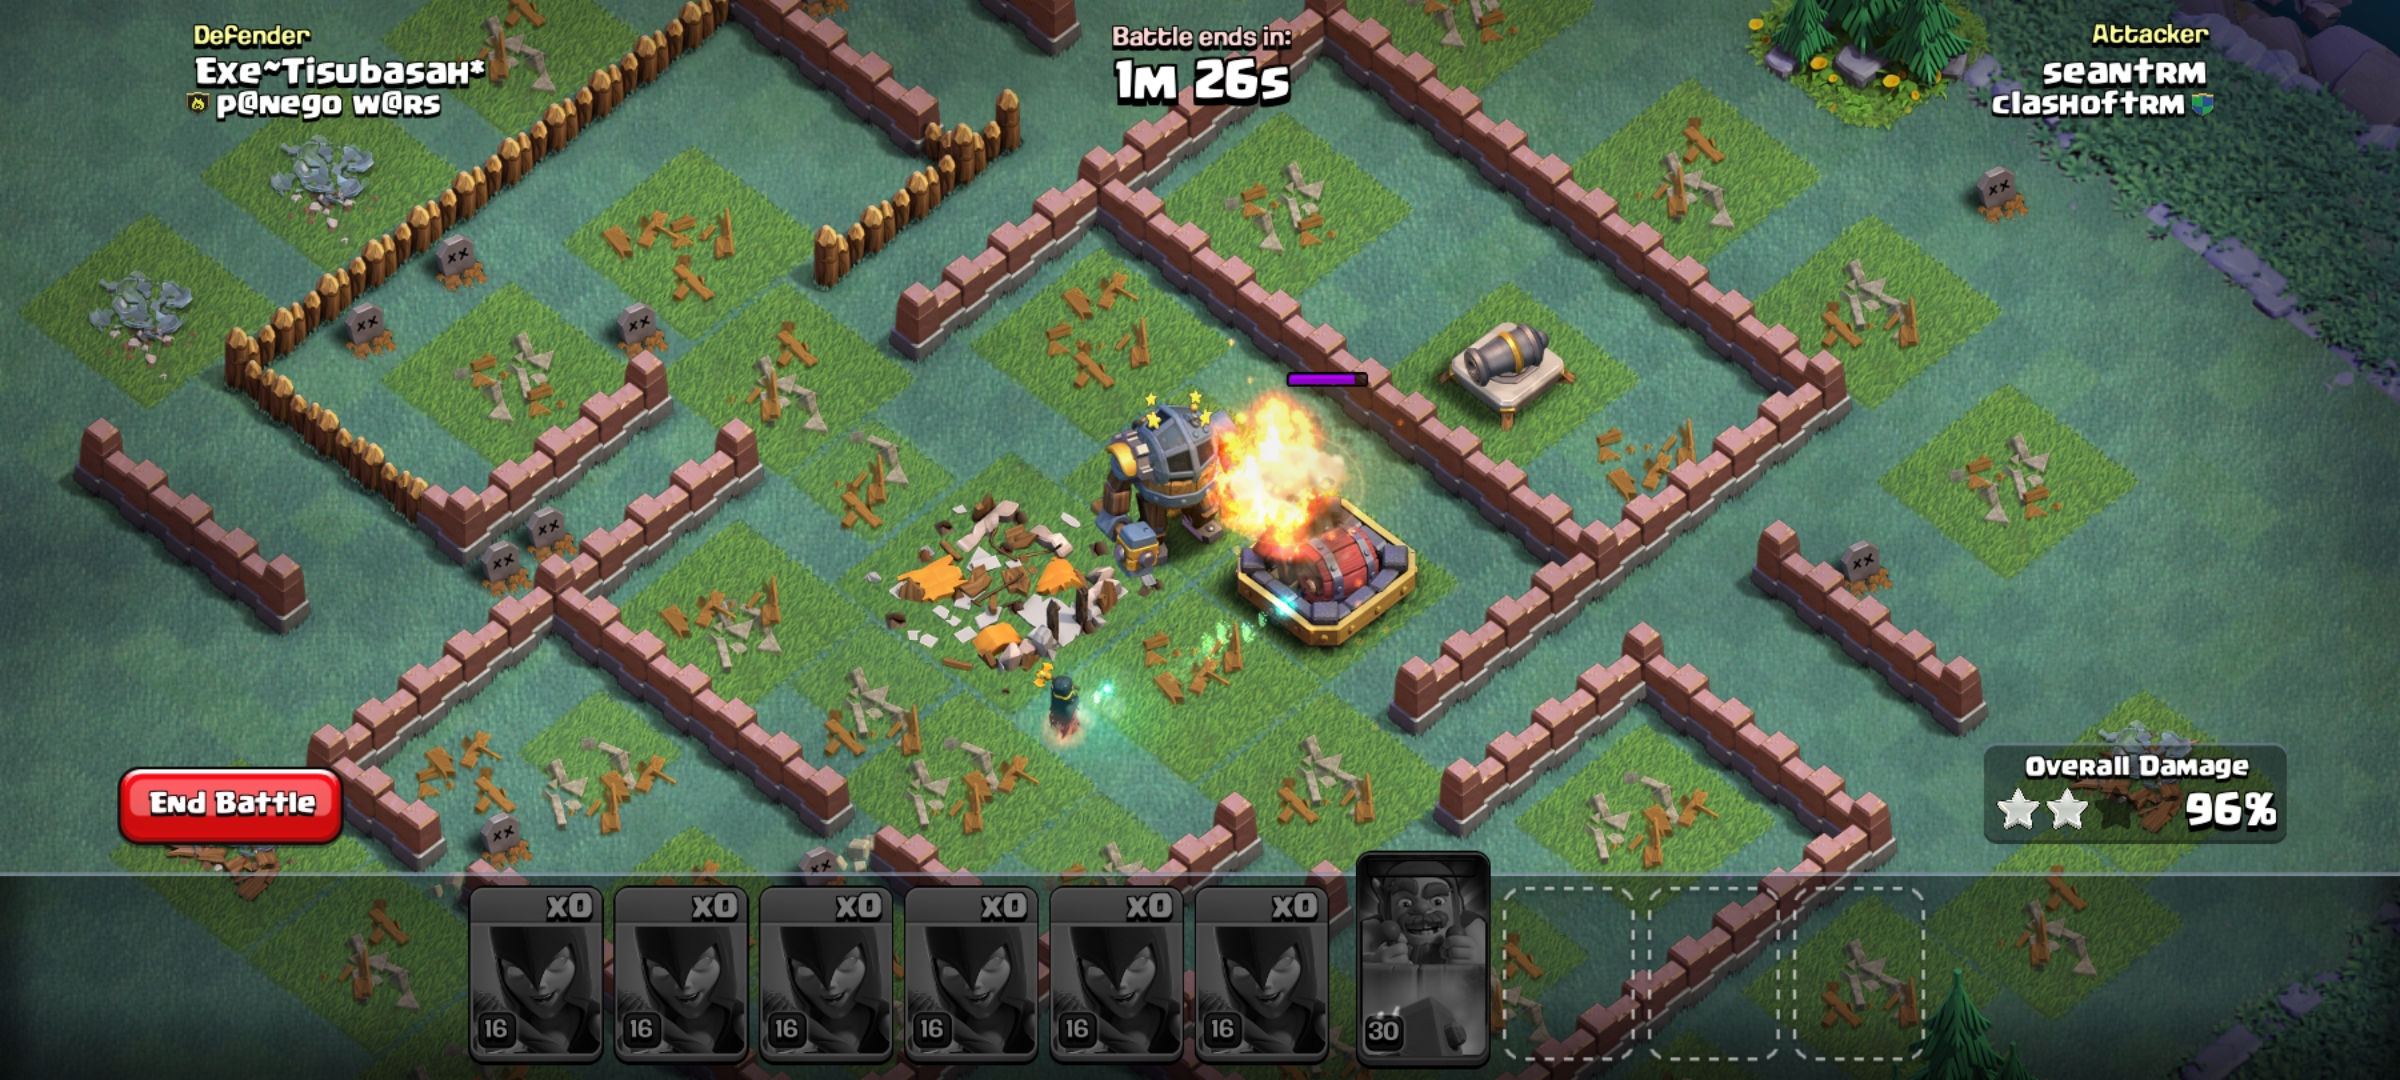 Defender
Exe~Tisubasah*
p@nego w@rs
Battle ends in:
1M 26s
Attacker
seantrm
clashoftrm
End Battle
Overall Damage
96%
x0
x0
x0
x0
x0
x0
16
16
16
16
16
16
30